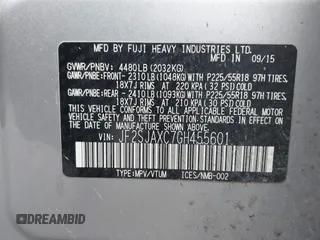 MFD BY FUJI HEAVY INDUSTRIES LTD.
09/15
GVWR/PNBV: 4480LB (2032KG)
GAWR/PNBE:FRONT- 2310LB(1048KG)WITH P225/55R18 97H TIRES,
18X7J RIMS AT 220 KPA (32 PSI) COLD
GAWR/PNBE:REAR - 2410LB(1093KG)WITH P225/55R18 97H TIRES,
18X7J RIMS AT 210 KPA (30 PSI) COLD
THIS VEHICLE CONFORMS TO ALL APPLICABLE FEDERAL MOTOR
VEHICLE SAFETY STANDARDS IN EFFECT ON THE DATE OF
MANUFACTURE SHOWN ABOVE.
VIN: JF2SJAXC7GH455601
TYPE:MPV/VTUM ICES/NMB-002
© DREAMBID
DREAMBID